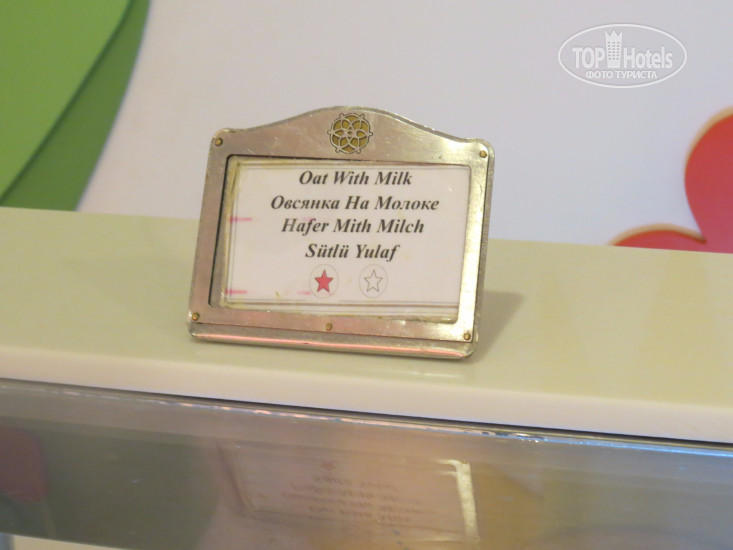 TOP Hotels
ФОТО ТУРИСТА
Oat With Milk
Овсянка На Молоке
Hafer Mith Milch
Sütlü Yulaf